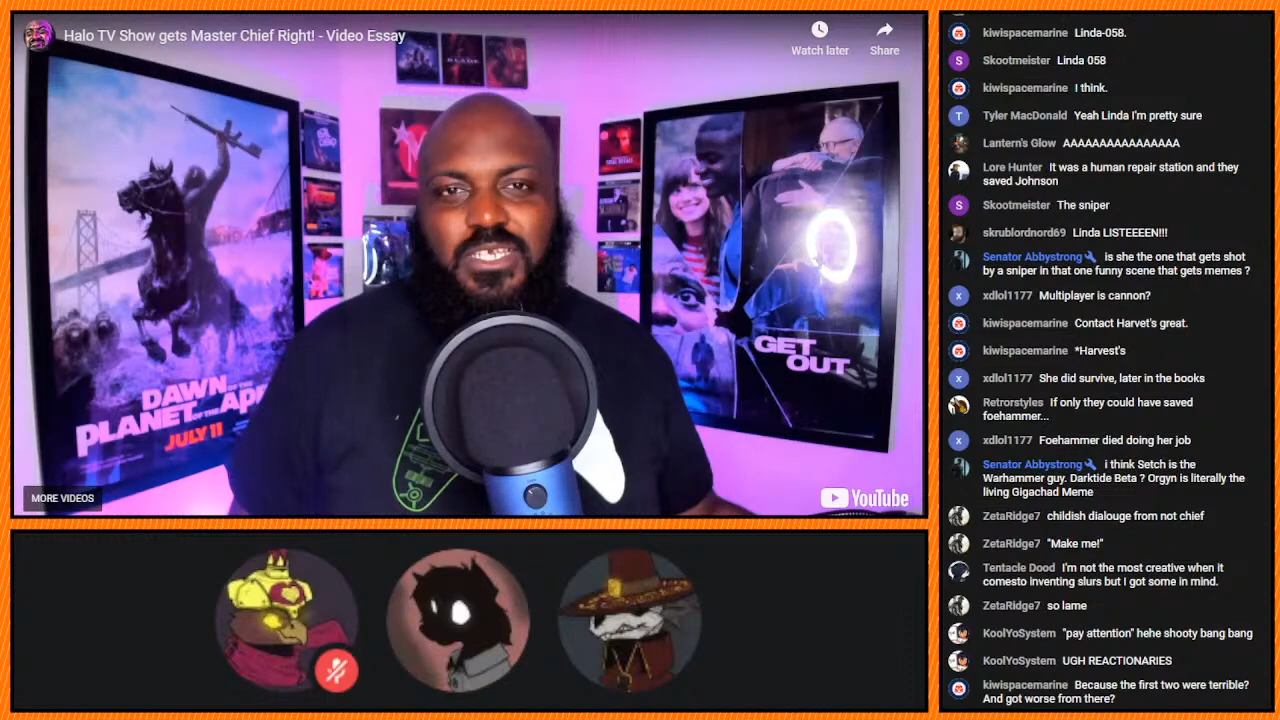 Halo TV Show gets Master Chief Right! - Video Essay
Watch later
Share
BLADE
DAWN OF THE
PLANET OF THE APE
JULY 11
GET
OUT
MORE VIDEOS
YouTube
kiwispacemarine Linda-058.
S Skootmeister Linda 058
kiwispacemarine I think.
T Tyler MacDonald Yeah Linda I'm pretty sure
Lantern's Glow AAAAAAAAAAAAAAAA
Lore Hunter It was a human repair station and they
saved Johnson
S Skootmeister The sniper
skrublordnord69 Linda LISTEEEEN!!!
Senator Abbystrong is she the one that gets shot
by a sniper in that one funny scene that gets memes ?
x xdlol1177 Multiplayer is cannon?
kiwispacemarine Contact Harvet's great.
kiwispacemarine *Harvest's
x xdlol1177 She did survive, later in the books
Retrorstyles If only they could have saved
foehammer...
x xdlol1177 Foehammer died doing her job
Senator Abbystrong i think Setch is the
Warhammer guy. Darktide Beta ? Orgyn is literally the
living Gigachad Meme
ZetaRidge7 childish dialouge from not chief
ZetaRidge7 "Make me!"
Tentacle Dood I'm not the most creative when it
comesto inventing slurs but I got some in mind.
ZetaRidge7 so lame
KoolYoSystem "pay attention" hehe shooty bang bang
KoolYoSystem UGH REACTIONARIES
kiwispacemarine Because the first two were terrible?
And got worse from there?